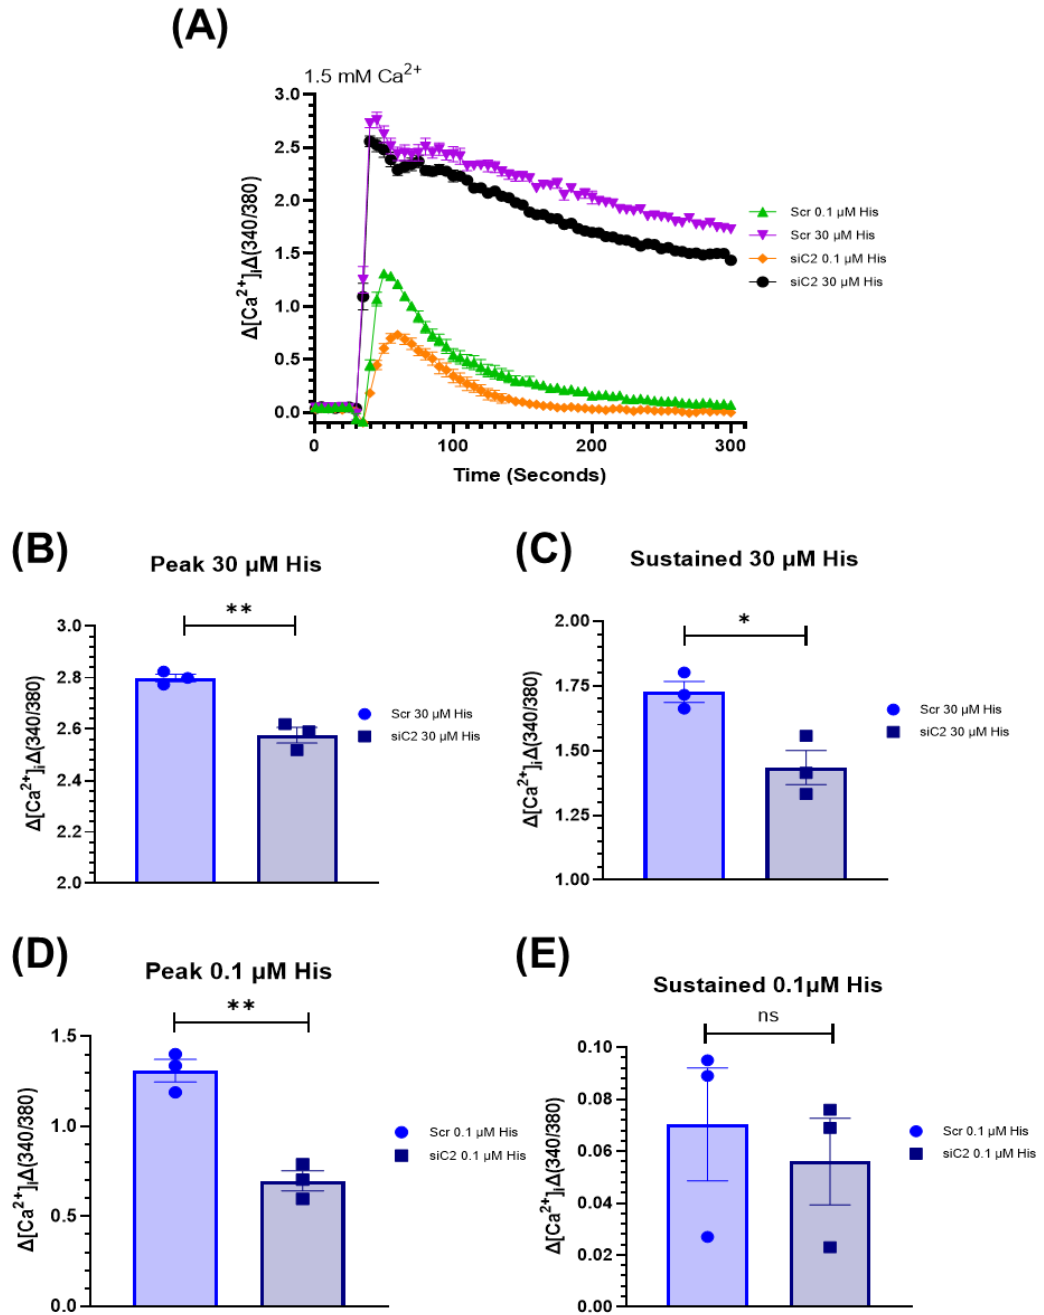 (A)
1.5 mM Ca2+
3.0
2.5
2.0
1.5
1.0
0.5
0.0
Δ[Ca2+]iΔ(340/380)
0
100
200
300
Time (Seconds)
Scr 0.1 µM His
Scr 30 µM His
siC2 0.1 µM His
siC2 30 µM His
(B)
Peak 30 µM His
**
3.0
2.8
2.6
2.4
2.2
2.0
Δ[Ca2+]iΔ(340/380)
Scr 30 µM His
siC2 30 µM His
(C)
Sustained 30 µM His
*
2.00
1.75
1.50
1.25
1.00
Δ[Ca2+]iΔ(340/380)
Scr 30 µM His
siC2 30 µM His
(D)
Peak 0.1 µM His
**
1.5
1.0
0.5
0.0
Δ[Ca2+]iΔ(340/380)
Scr 0.1 µM His
siC2 0.1 µM His
(E)
Sustained 0.1µM His
ns
0.10
0.08
0.06
0.04
0.02
0.00
Δ[Ca2+]iΔ(340/380)
Scr 0.1 µM His
siC2 0.1 µM His